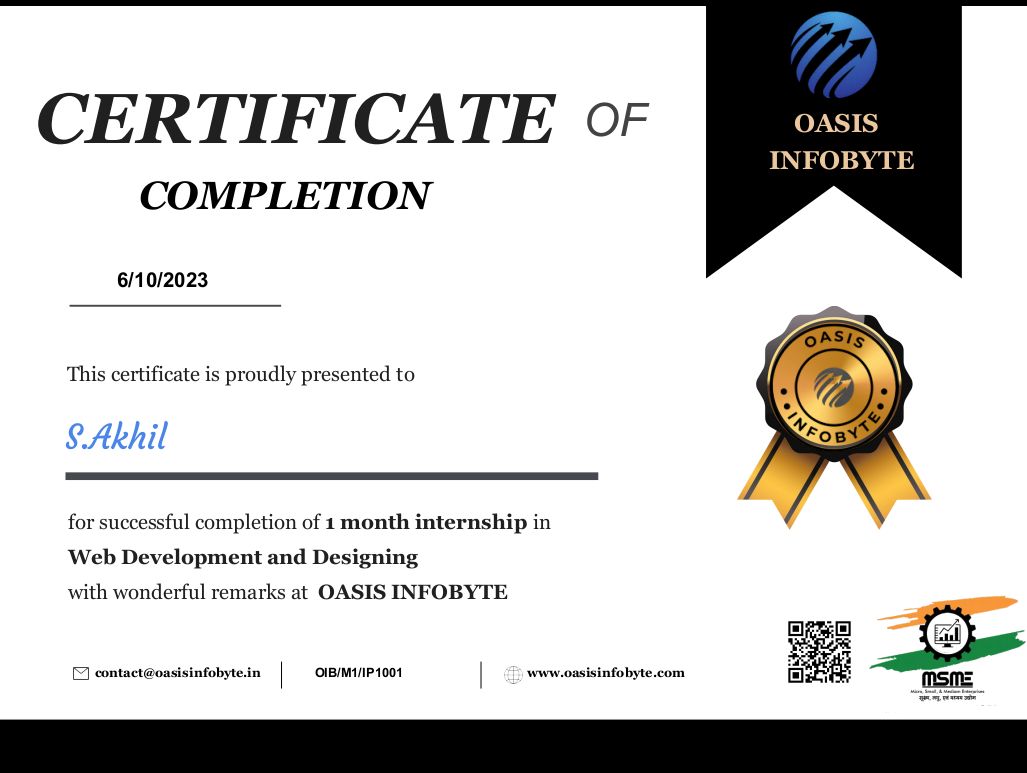 CERTIFICATE OF
COMPLETION
6/10/2023
This certificate is proudly presented to
S.Akhil
for successful completion of 1 month internship in
Web Development and Designing
with wonderful remarks at OASIS INFOBYTE
contact@oasisinfobyte.in
OIB/M1/IP1001
www.oasisinfobyte.com
OASIS
INFOBYTE
OASIS
INFOBYTE
MSME
Micro, Small, & Medium Enterprises
सूक्ष्म, लघु, एवं मध्यम उद्योग